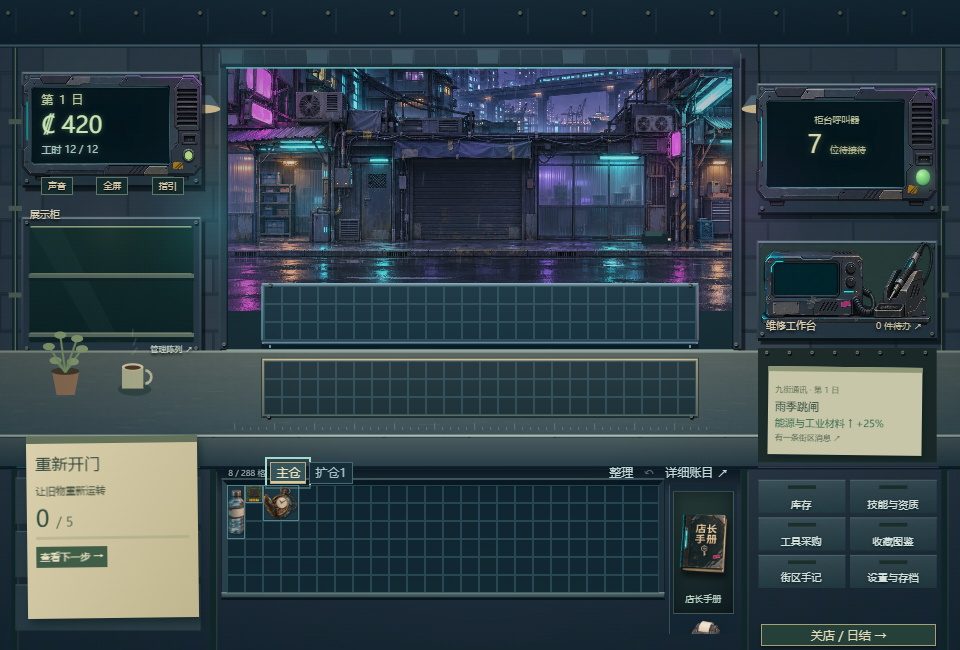 第 1 日
₡ 420
工时 12 / 12
声音
全屏
指引
展示柜
管理陈列 ↗
柜台呼叫器
7 位待接待
维修工作台
0 件待办 ↗
九街通讯 · 第 1 日
雨季跳闸
能源与工业材料 ↑ +25%
有一条街区消息 ↗
重新开门
让旧物重新运转
0 / 5
查看下一步 →
8 / 288 格
主仓
扩仓1
整理
↶
详细账目 ↗
店长
手册
店长手册
库存
技能与资质
工具采购
收藏图鉴
街区手记
设置与存档
关店 / 日结 →